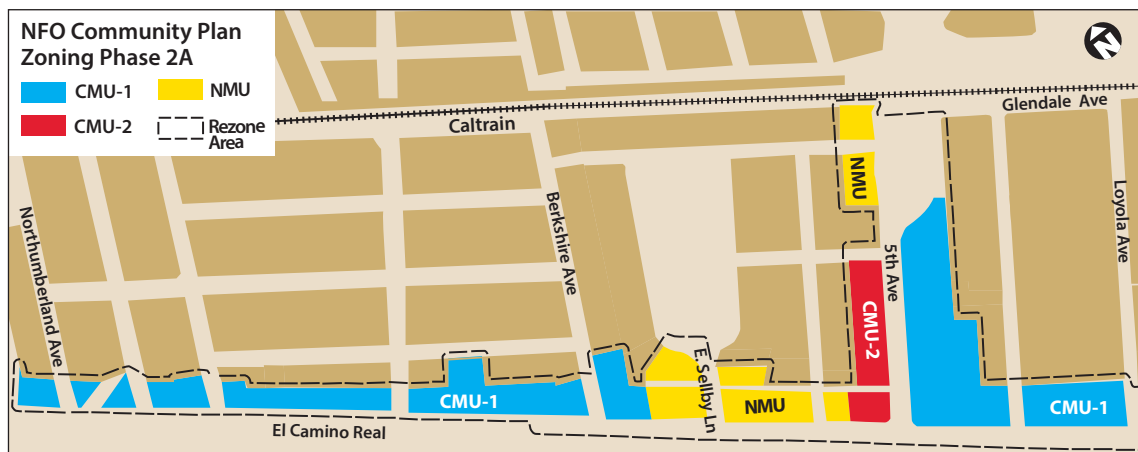 NFO Community Plan
Zoning Phase 2A
CMU-1
NMU
CMU-2
Rezone
Area
N
Caltrain
Glendale Ave
NMU
Northumberland Ave
Berkshire Ave
5th Ave
Loyola Ave
CMU-2
E. Sellby Ln
CMU-1
NMU
CMU-1
El Camino Real